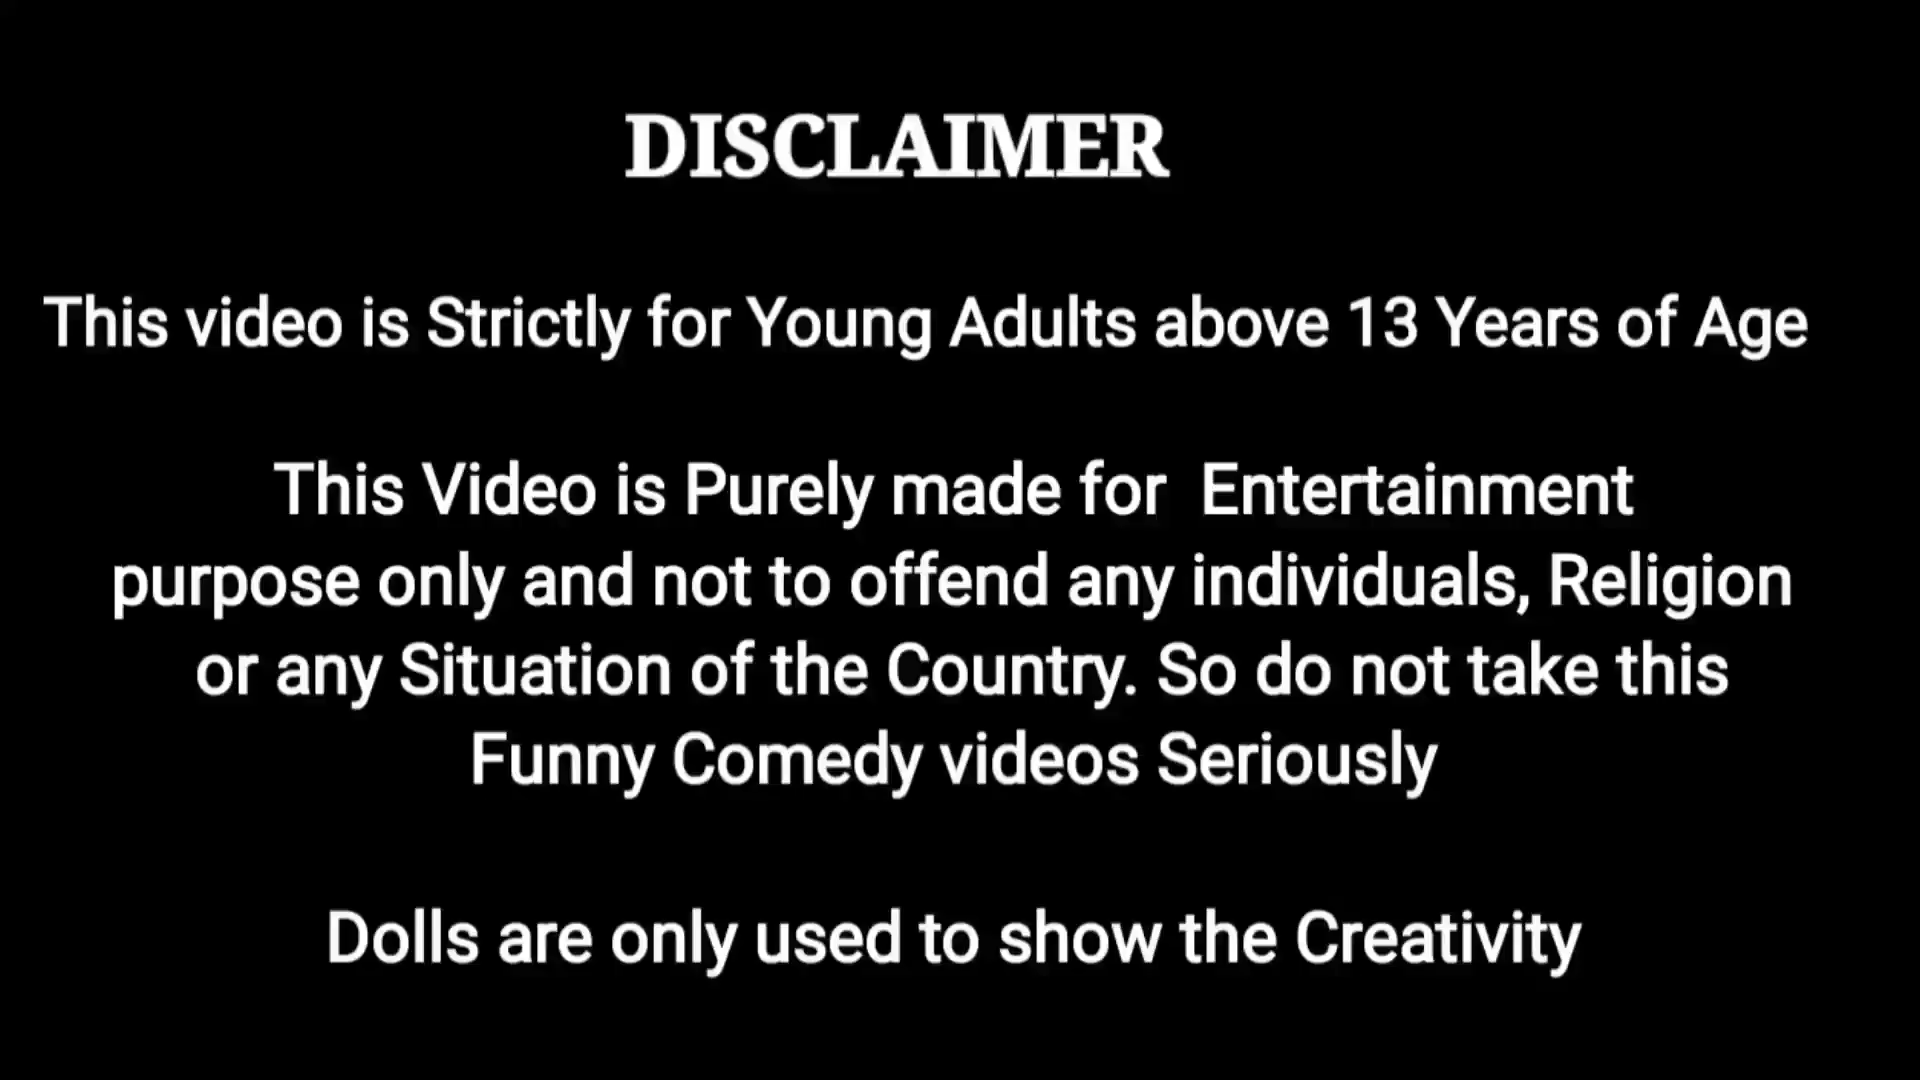 DISCLAIMER
This video is Strictly for Young Adults above 13 Years of Age
This Video is Purely made for  Entertainment
purpose only and not to offend any individuals, Religion
or any Situation of the Country. So do not take this
Funny Comedy videos Seriously
Dolls are only used to show the Creativity